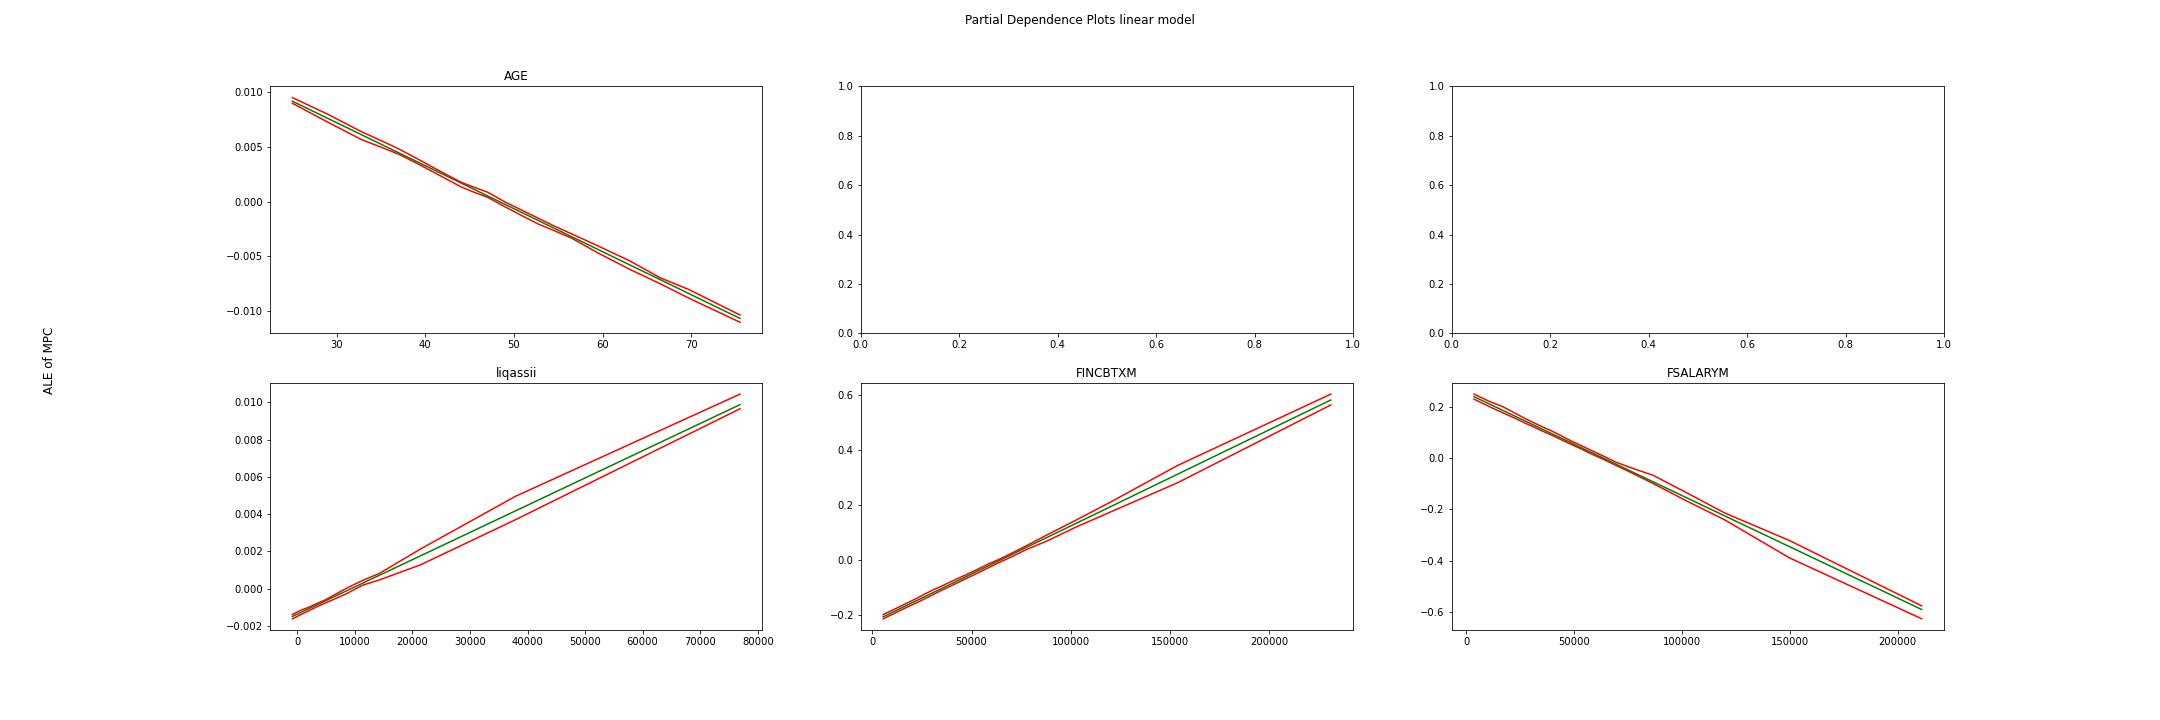 Partial Dependence Plots linear model
ALE of MPC
AGE
0.010
0.005
0.000
−0.005
−0.010
30 40 50 60 70
1.0
0.8
0.6
0.4
0.2
0.0
0.0 0.2 0.4 0.6 0.8 1.0
1.0
0.8
0.6
0.4
0.2
0.0
0.0 0.2 0.4 0.6 0.8 1.0
liqassii
0.010
0.008
0.006
0.004
0.002
0.000
−0.002
0 10000 20000 30000 40000 50000 60000 70000 80000
FINCBTXM
0.6
0.4
0.2
0.0
−0.2
0 50000 100000 150000 200000
FSALARYM
0.2
0.0
−0.2
−0.4
−0.6
0 50000 100000 150000 200000